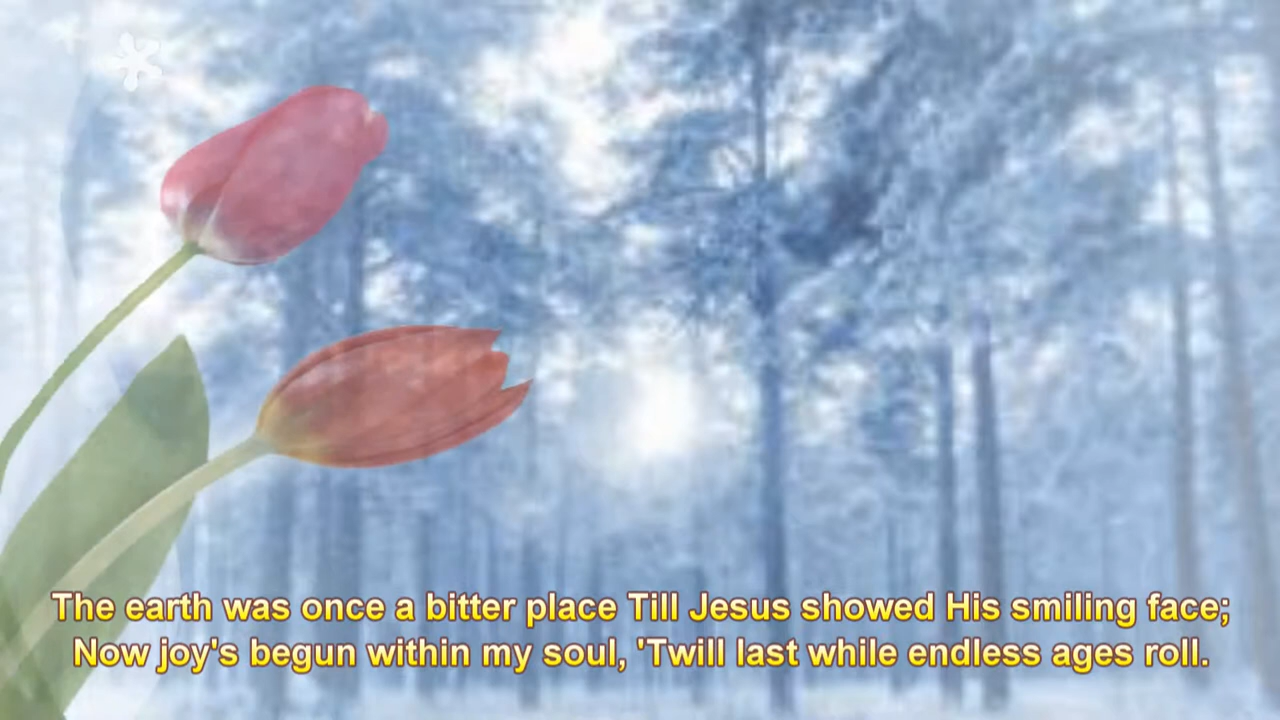 The earth was once a bitter place Till Jesus showed His smiling face;
Now joy's begun within my soul, 'Twill last while endless ages roll.